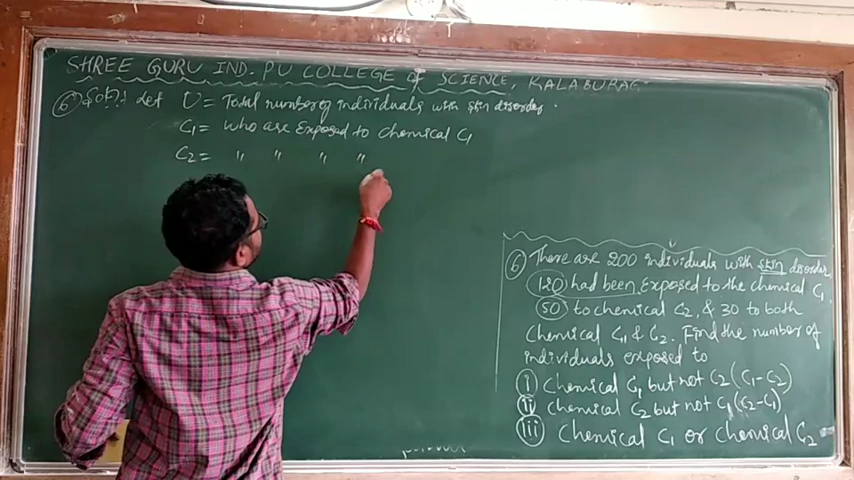 SHREE GURU IND. PU COLLEGE of SCIENCE, KALABURAG
6 Soln: Let U = Total number of individuals with skin disorder.
C1 = who are Exposed to chemical C1
C2 = " " " "
6 There are 200 individuals with skin disorder
120 had been Exposed to the chemical C1
50 to chemical C2, & 30 to both
Chemical C1 & C2. Find the number of
individuals exposed to
i Chemical C1 but not C2 (C1-C2)
ii Chemical C2 but not C1 (C2-C1)
iii Chemical C1 or chemical C2